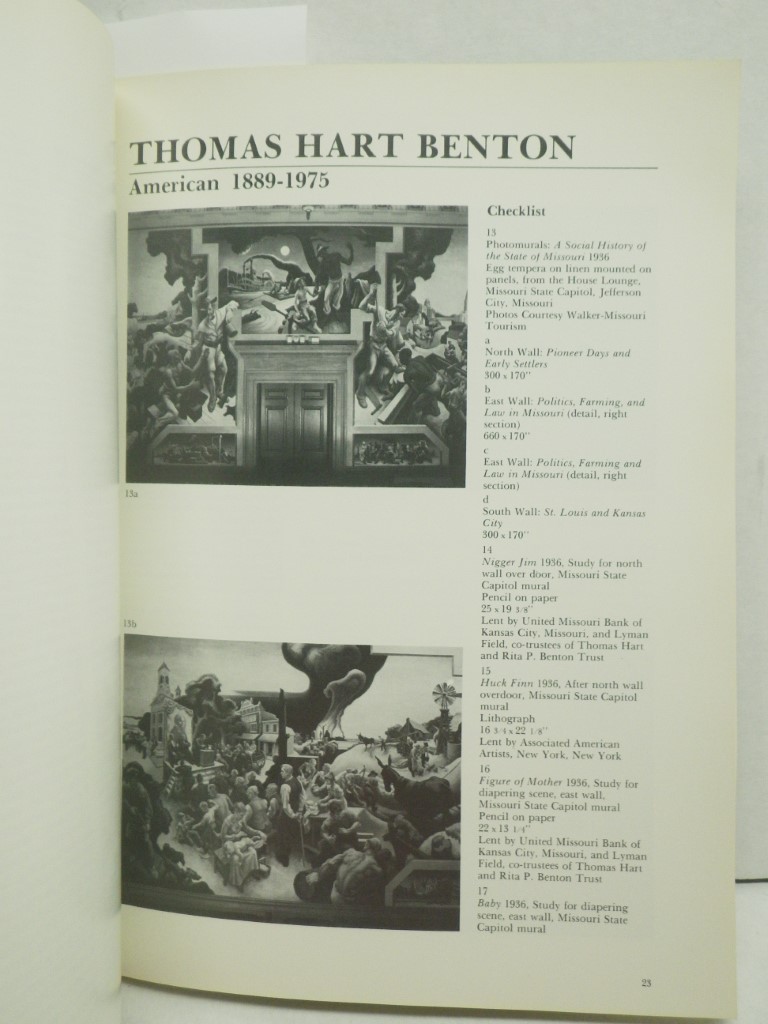 THOMAS HART BENTON
American 1889-1975
13a
13b
Checklist
13
Photomurals: A Social History of
the State of Missouri 1936
Egg tempera on linen mounted on
panels, from the House Lounge,
Missouri State Capitol, Jefferson
City, Missouri
Photos Courtesy Walker-Missouri
Tourism
a
North Wall: Pioneer Days and
Early Settlers
300 x 170"
b
East Wall: Politics, Farming, and
Law in Missouri (detail, right
section)
660 x 170"
c
East Wall: Politics, Farming and
Law in Missouri (detail, right
section)
d
South Wall: St. Louis and Kansas
City
300 x 170"
14
Nigger Jim 1936, Study for north
wall over door, Missouri State
Capitol mural
Pencil on paper
25 x 19 3/8"
Lent by United Missouri Bank of
Kansas City, Missouri, and Lyman
Field, co-trustees of Thomas Hart
and Rita P. Benton Trust
15
Huck Finn 1936, After north wall
overdoor, Missouri State Capitol
mural
Lithograph
16 3/4 x 22 1/8"
Lent by Associated American
Artists, New York, New York
16
Figure of Mother 1936, Study for
diapering scene, east wall,
Missouri State Capitol mural
Pencil on paper
22 x 13 1/4"
Lent by United Missouri Bank of
Kansas City, Missouri, and Lyman
Field, co-trustees of Thomas Hart
and Rita P. Benton Trust
17
Baby 1936, Study for diapering
scene, east wall, Missouri State
Capitol mural
23